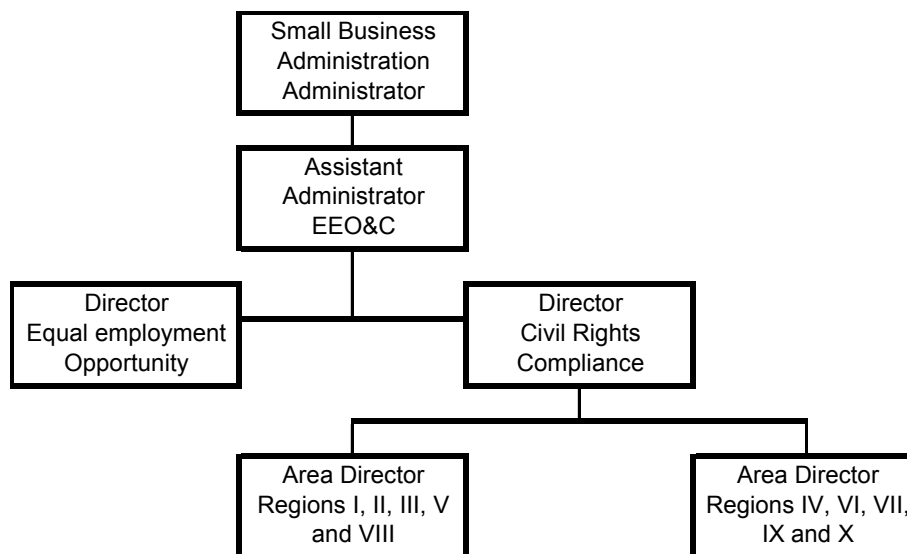 Small Business
Administration
Administrator
Assistant
Administrator
EEO&C
Director
Equal employment
Opportunity
Director
Civil Rights
Compliance
Area Director
Regions I, II, III, V
and VIII
Area Director
Regions IV, VI, VII,
IX and X